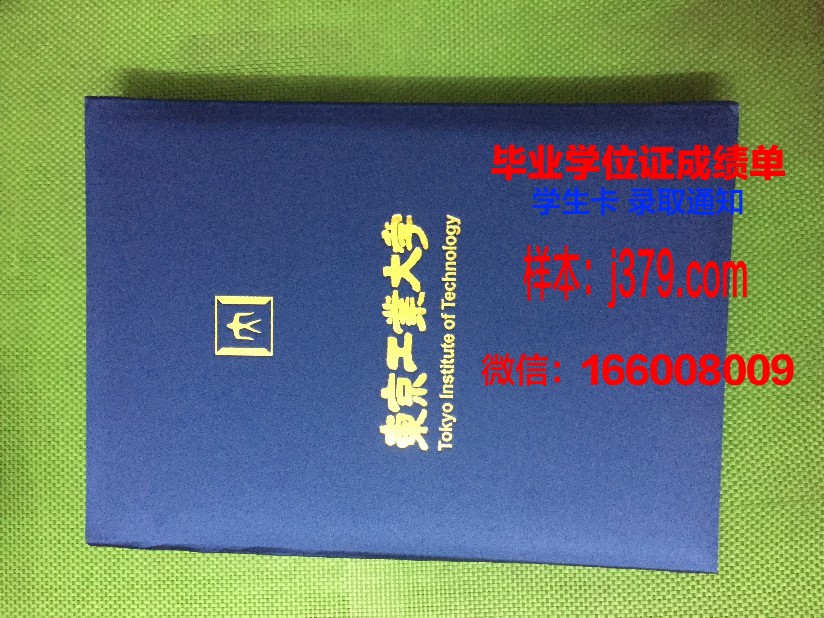 毕业学位证成绩单
学生卡 录取通知
样本：j379.com
微信：166008009
東京工業大学
Tokyo Institute of Technology